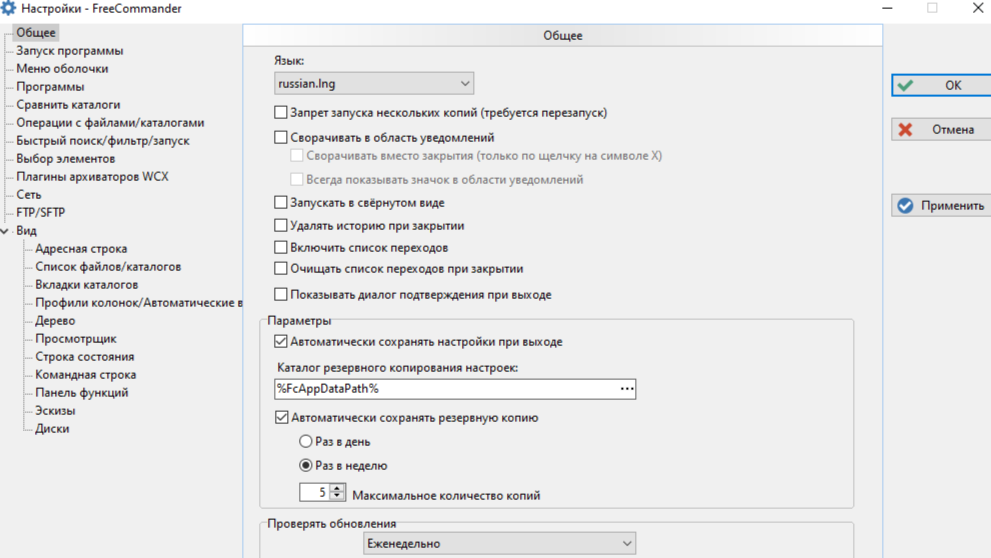 Настройки - FreeCommander
Общее
Запуск программы
Меню оболочки
Программы
Сравнить каталоги
Операции с файлами/каталогами
Быстрый поиск/фильтр/запуск
Выбор элементов
Плагины архиваторов WCX
Сеть
FTP/SFTP
Вид
Адресная строка
Список файлов/каталогов
Вкладки каталогов
Профили колонок/Автоматические в
Дерево
Просмотрщик
Строка состояния
Командная строка
Панель функций
Эскизы
Диски
Общее
Язык:
russian.lng
Запрет запуска нескольких копий (требуется перезапуск)
Сворачивать в область уведомлений
Сворачивать вместо закрытия (только по щелчку на символе X)
Всегда показывать значок в области уведомлений
Запускать в свёрнутом виде
Удалять историю при закрытии
Включить список переходов
Очищать список переходов при закрытии
Показывать диалог подтверждения при выходе
Параметры
Автоматически сохранять настройки при выходе
Каталог резервного копирования настроек:
%FcAppDataPath%
Автоматически сохранять резервную копию
Раз в день
Раз в неделю
5 Максимальное количество копий
Проверять обновления
Еженедельно
OK
Отмена
Применить